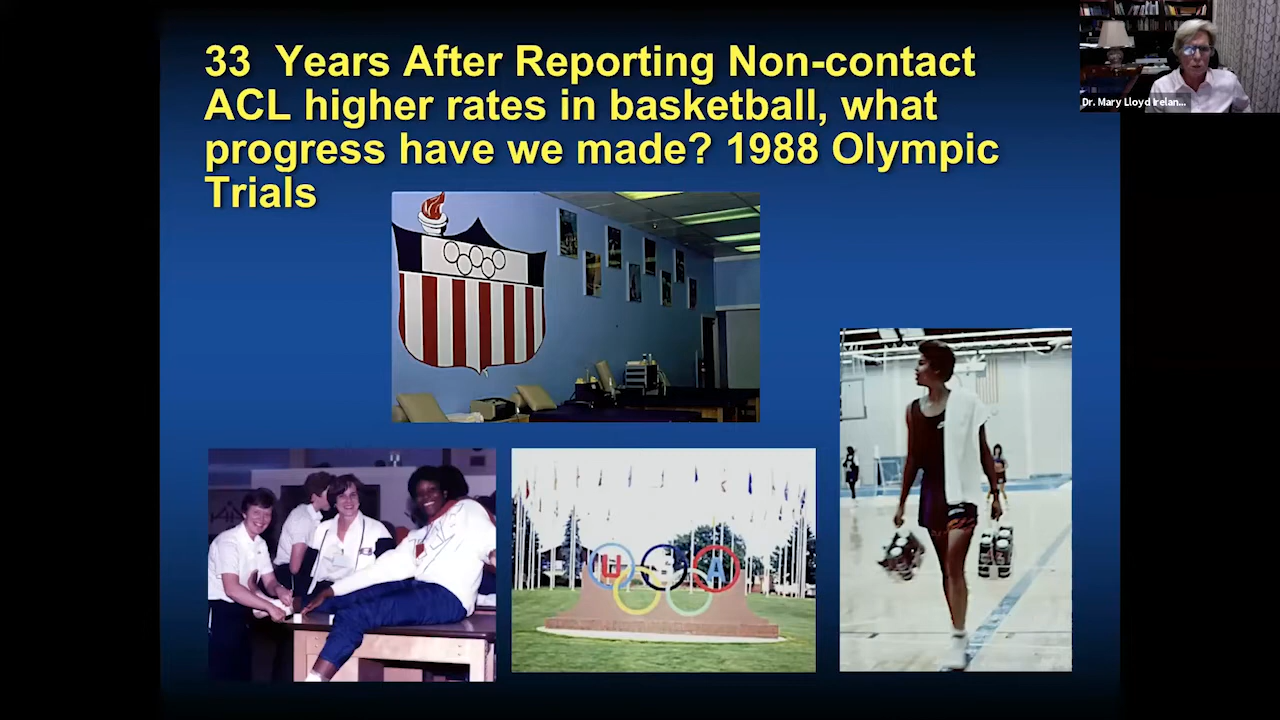 33 Years After Reporting Non-contact
ACL higher rates in basketball, what
progress have we made? 1988 Olympic
Trials
Dr. Mary Lloyd Irelan...
USA